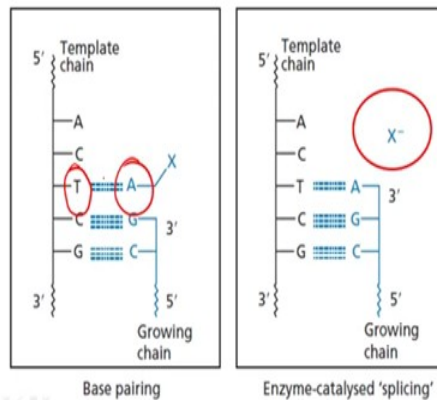 5′ Template
chain
A
C
X
T A
C G
3′
G C
3′ 5′
Growing
chain
Base pairing
5′ Template
chain
X⁻
A
C
T A
3′
C G
G C
3′ 5′
Growing
chain
Enzyme-catalysed ‘splicing’